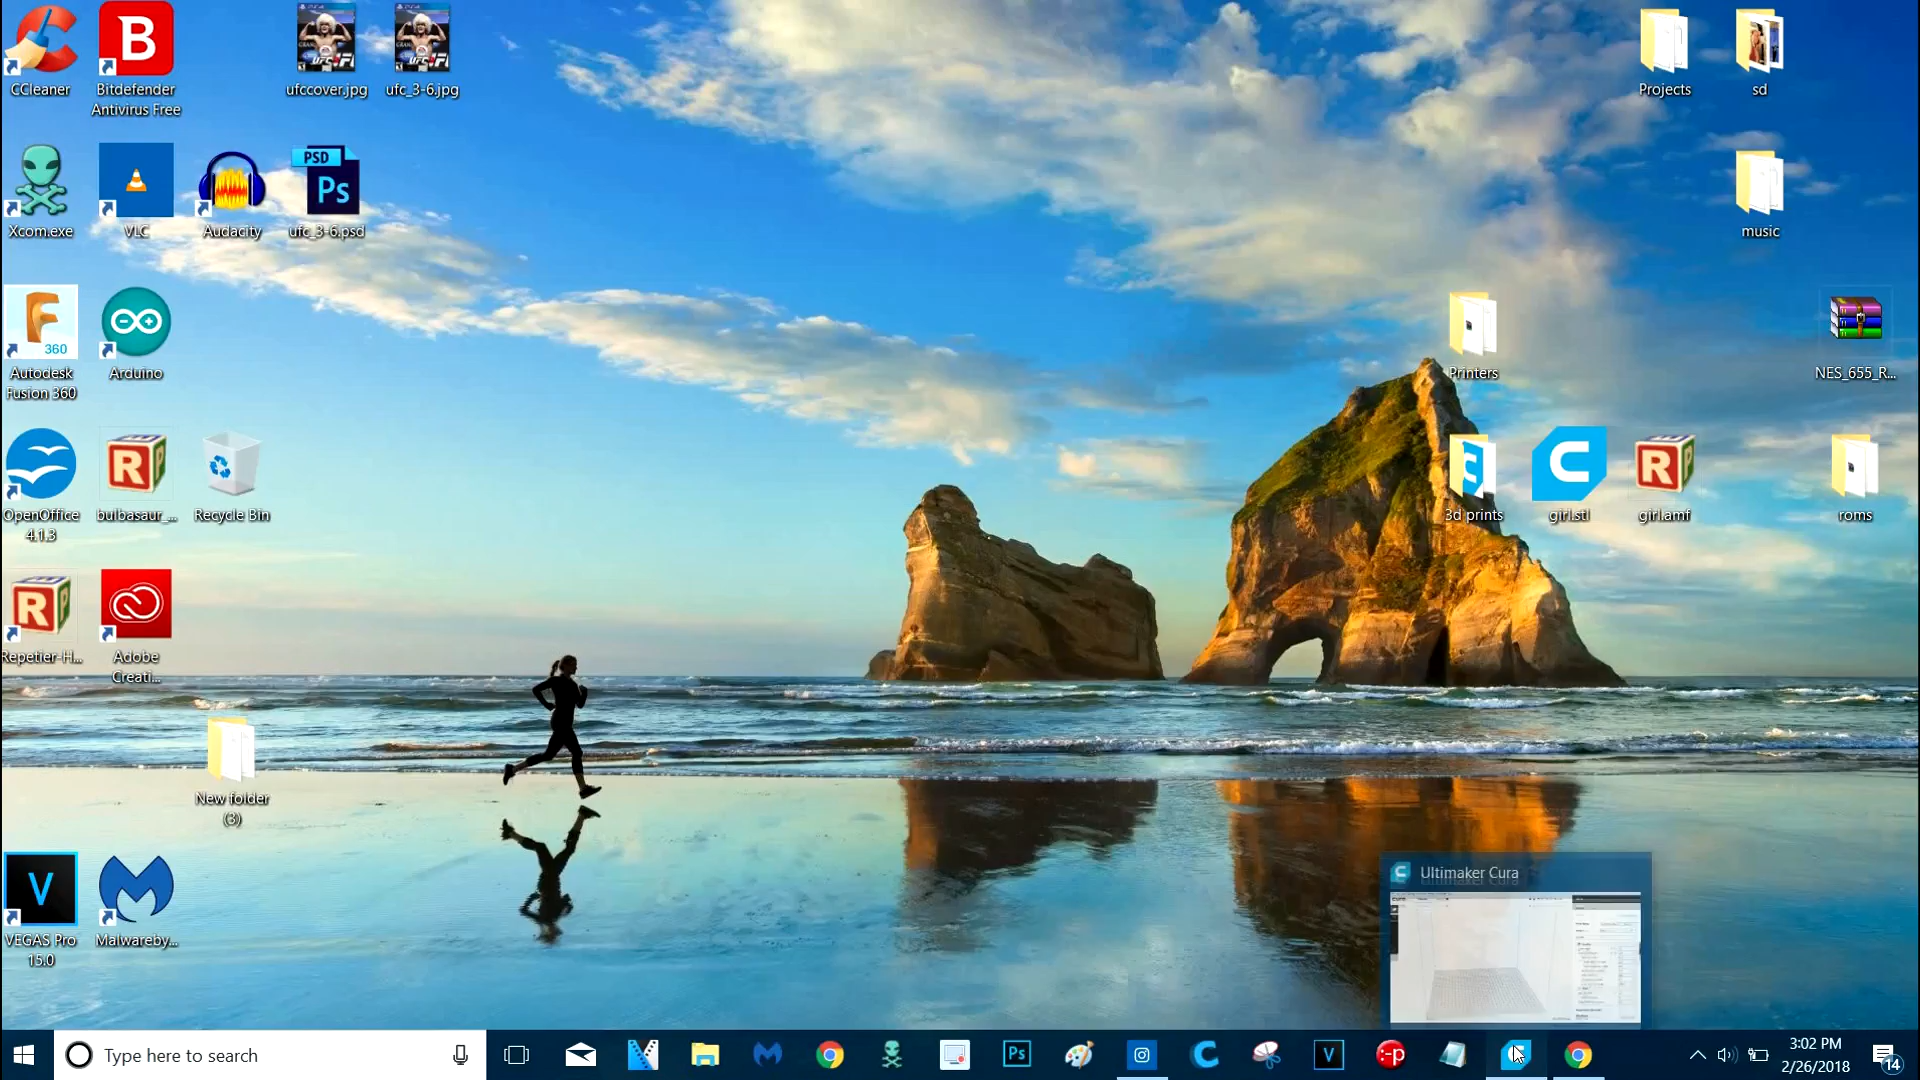 CCleaner
Bitdefender
Antivirus Free
ufccover.jpg
ufc_3-6.jpg
Projects
sd
Xcom.exe
VLC
Audacity
PSD
Ps
ufc_3-6.psd
music
360
Autodesk
Fusion 360
Arduino
Printers
NES_655_R...
OpenOffice
4.1.3
bulbasaur_...
Recycle Bin
3d prints
girl.stl
girl.amf
roms
Repetier-H...
Adobe
Creati...
New folder
(3)
VEGAS Pro
15.0
Malwareby...
Ultimaker Cura
Type here to search
Ps
V
:-p
3:02 PM
2/26/2018
14